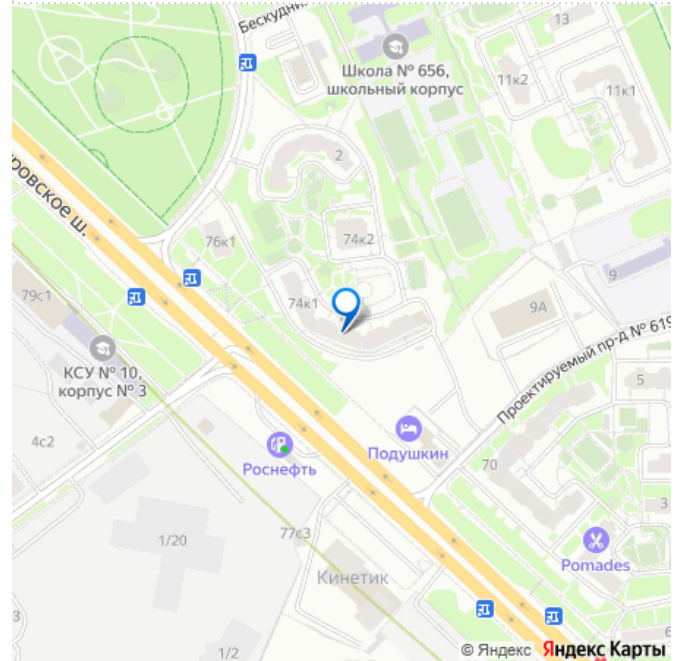 Бескудни
13
Школа № 656,
школьный корпус
11к2
11к1
2
ровское ш.
76к1
74к2
79с1
74к1
9
9А
КСУ № 10,
корпус № 3
Проектируемый пр-д № 619
5
4с2
Роснефть
Подушкин
70
77с3
3
1/20
Pomades
Кинетик
3
1/2
6
© Яндекс Яндекс Карты